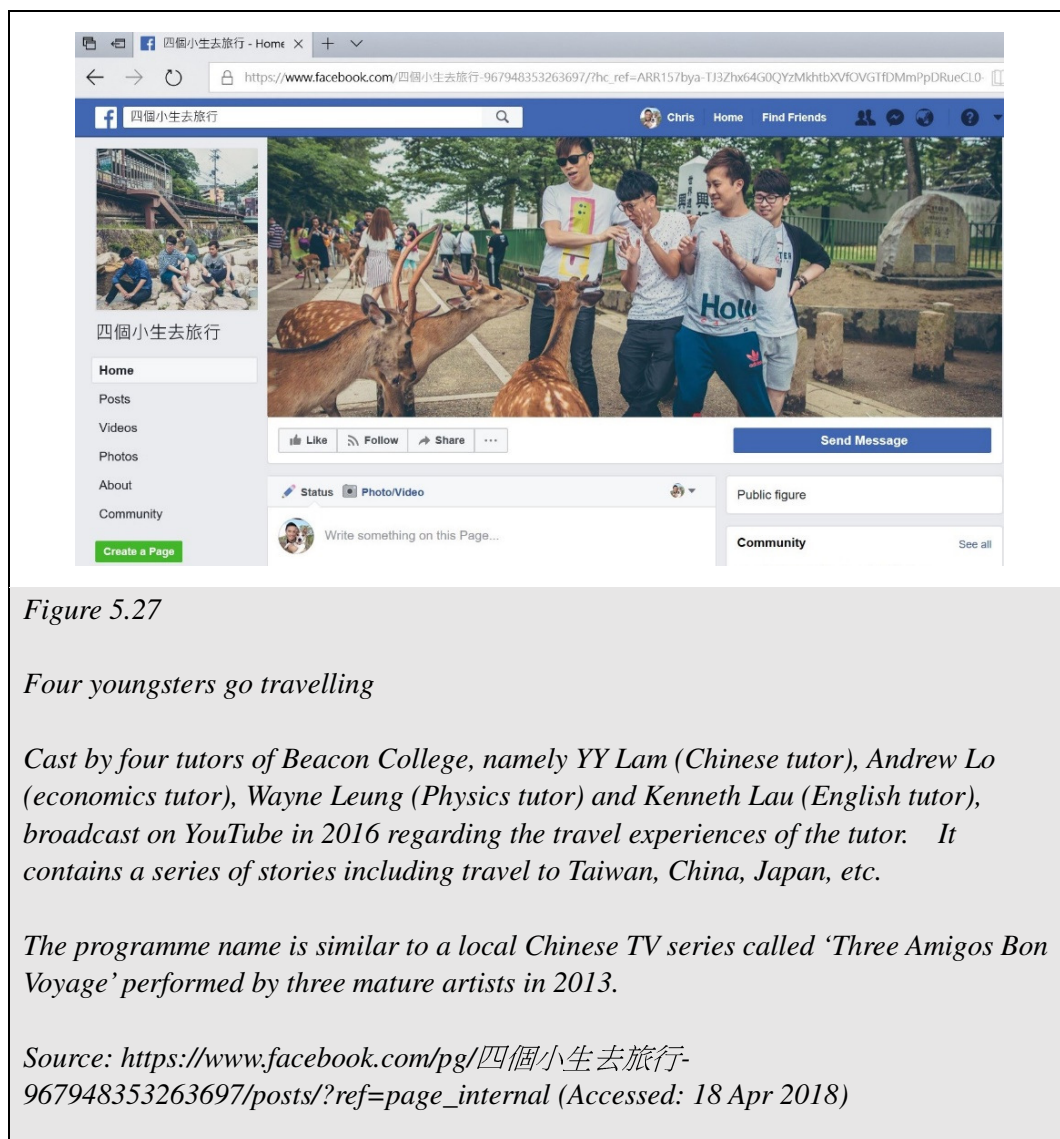 四個小生去旅行 - Home
https://www.facebook.com/四個小生去旅行-967948353263697/?hc_ref=ARR157bya-TJ3Zhx64G0QYzMkhtbXVfOVGTfDMmPpDRueCL0-
四個小生去旅行
Chris Home Find Friends
四個小生去旅行
Home
Posts
Videos
Photos
About
Community
Create a Page
Holli
Like Follow Share ...
Send Message
Status Photo/Video
Write something on this Page...
Public figure
Community See all
Figure 5.27
Four youngsters go travelling
Cast by four tutors of Beacon College, namely YY Lam (Chinese tutor), Andrew Lo
(economics tutor), Wayne Leung (Physics tutor) and Kenneth Lau (English tutor),
broadcast on YouTube in 2016 regarding the travel experiences of the tutor. It
contains a series of stories including travel to Taiwan, China, Japan, etc.
The programme name is similar to a local Chinese TV series called ‘Three Amigos Bon
Voyage’ performed by three mature artists in 2013.
Source: https://www.facebook.com/pg/四個小生去旅行-
967948353263697/posts/?ref=page_internal (Accessed: 18 Apr 2018)